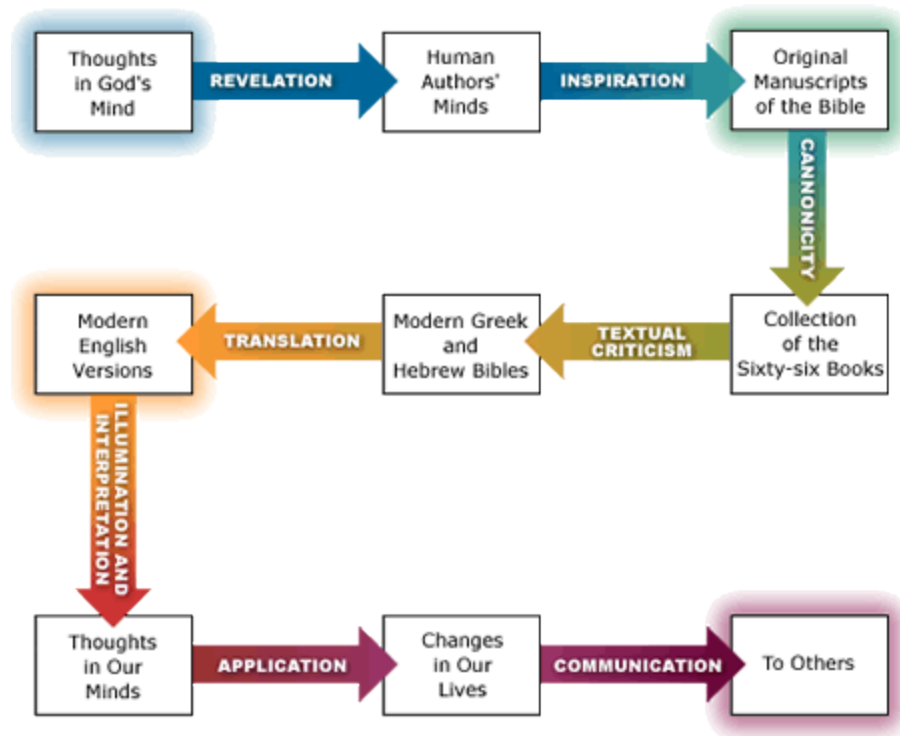 Thoughts
in God's
Mind
REVELATION
Human
Authors'
Minds
INSPIRATION
Original
Manuscripts
of the Bible
CANNONICITY
Collection
of the
Sixty-six Books
TEXTUAL
CRITICISM
Modern Greek
and
Hebrew Bibles
TRANSLATION
Modern
English
Versions
ILLUMINATION AND
INTERPRETATION
Thoughts
in Our
Minds
APPLICATION
Changes
in Our
Lives
COMMUNICATION
To Others